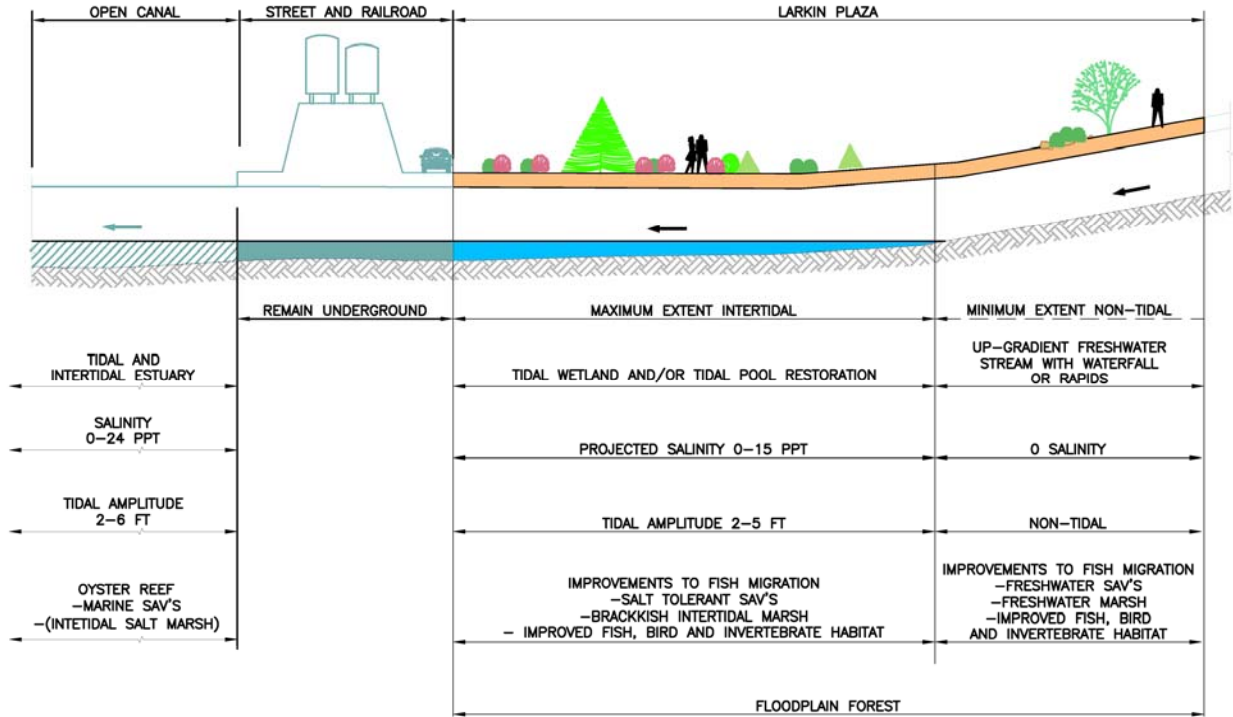 OPEN CANAL
STREET AND RAILROAD
LARKIN PLAZA
REMAIN UNDERGROUND
MAXIMUM EXTENT INTERTIDAL
MINIMUM EXTENT NON-TIDAL
TIDAL AND
INTERTIDAL ESTUARY
TIDAL WETLAND AND/OR TIDAL POOL RESTORATION
UP-GRADIENT FRESHWATER
STREAM WITH WATERFALL
OR RAPIDS
SALINITY
0-24 PPT
PROJECTED SALINITY 0-15 PPT
0 SALINITY
TIDAL AMPLITUDE
2-6 FT
TIDAL AMPLITUDE 2-5 FT
NON-TIDAL
OYSTER REEF
-MARINE SAV'S
-(INTETIDAL SALT MARSH)
IMPROVEMENTS TO FISH MIGRATION
-SALT TOLERANT SAV'S
-BRACKKISH INTERTIDAL MARSH
- IMPROVED FISH, BIRD AND INVERTEBRATE HABITAT
IMPROVEMENTS TO FISH MIGRATION
-FRESHWATER SAV'S
-FRESHWATER MARSH
-IMPROVED FISH, BIRD
AND INVERTEBRATE HABITAT
FLOODPLAIN FOREST